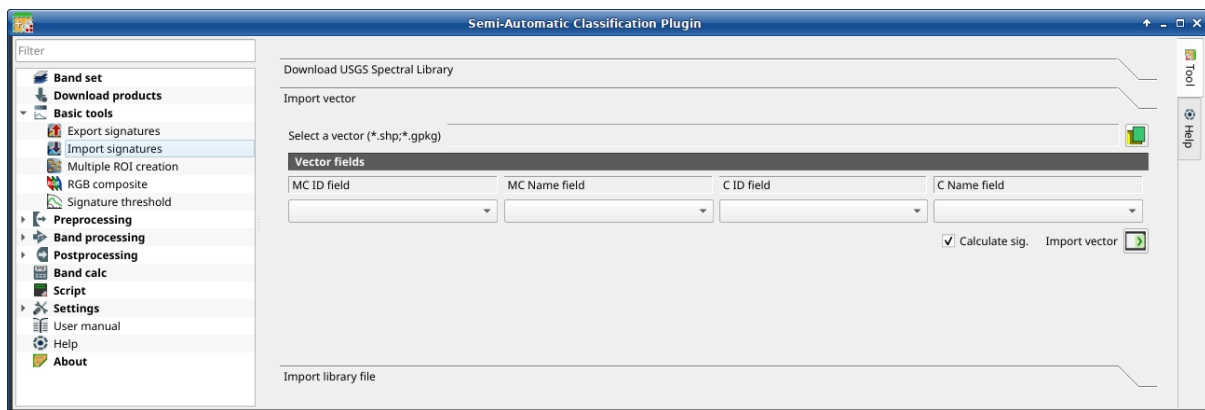 Semi-Automatic Classification Plugin
Filter
Band set
Download products
Basic tools
Export signatures
Import signatures
Multiple ROI creation
RGB composite
Signature threshold
Preprocessing
Band processing
Postprocessing
Band calc
Script
Settings
User manual
Help
About
Download USGS Spectral Library
Import vector
Select a vector (*.shp;*.gpkg)
Vector fields
MC ID field MC Name field C ID field C Name field
Calculate sig. Import vector
Import library file
Tool
Help